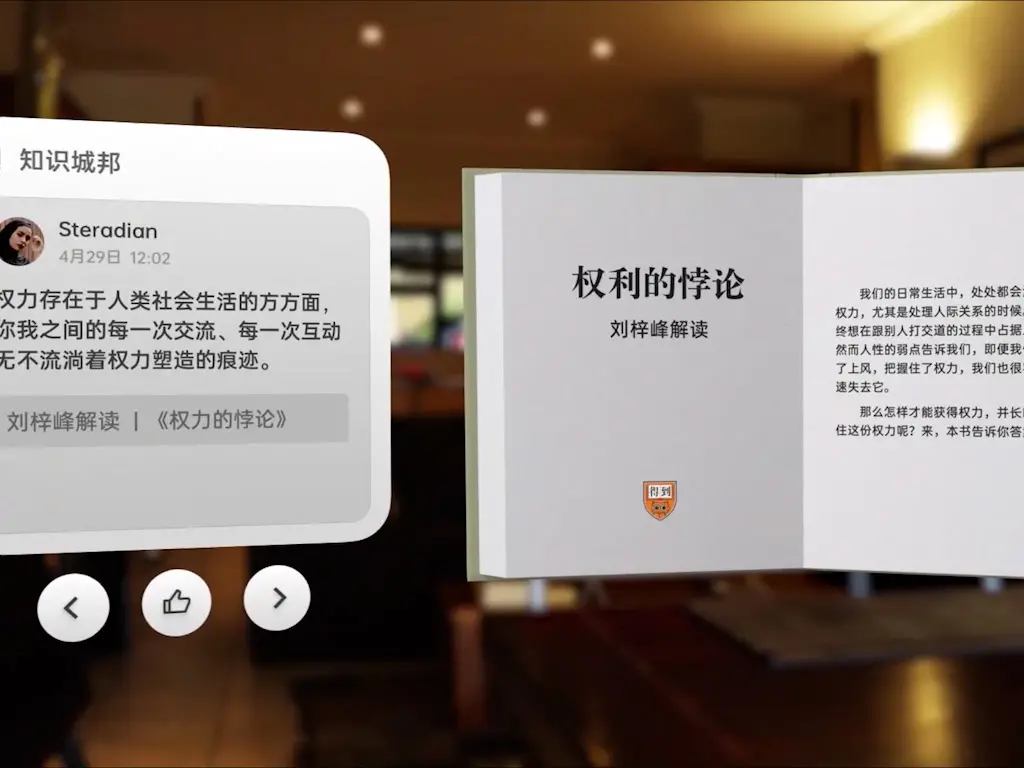 知识城邦
Steradian
4月29日 12:02
权力存在于人类社会生活的方方面，
你我之间的每一次交流、每一次互动
无不流淌着权力塑造的痕迹。
刘梓峰解读 | 《权力的悖论》
权利的悖论
刘梓峰解读
得到
我们的日常生活中，处处都会
权力，尤其是处理人际关系的时候
终想在跟别人打交道的过程中占据
然而人性的弱点告诉我们，即便我
了上风，把握住了权力，我们也很
速失去它。
那么怎样才能获得权力，并长
住这份权力呢？来，本书告诉你答